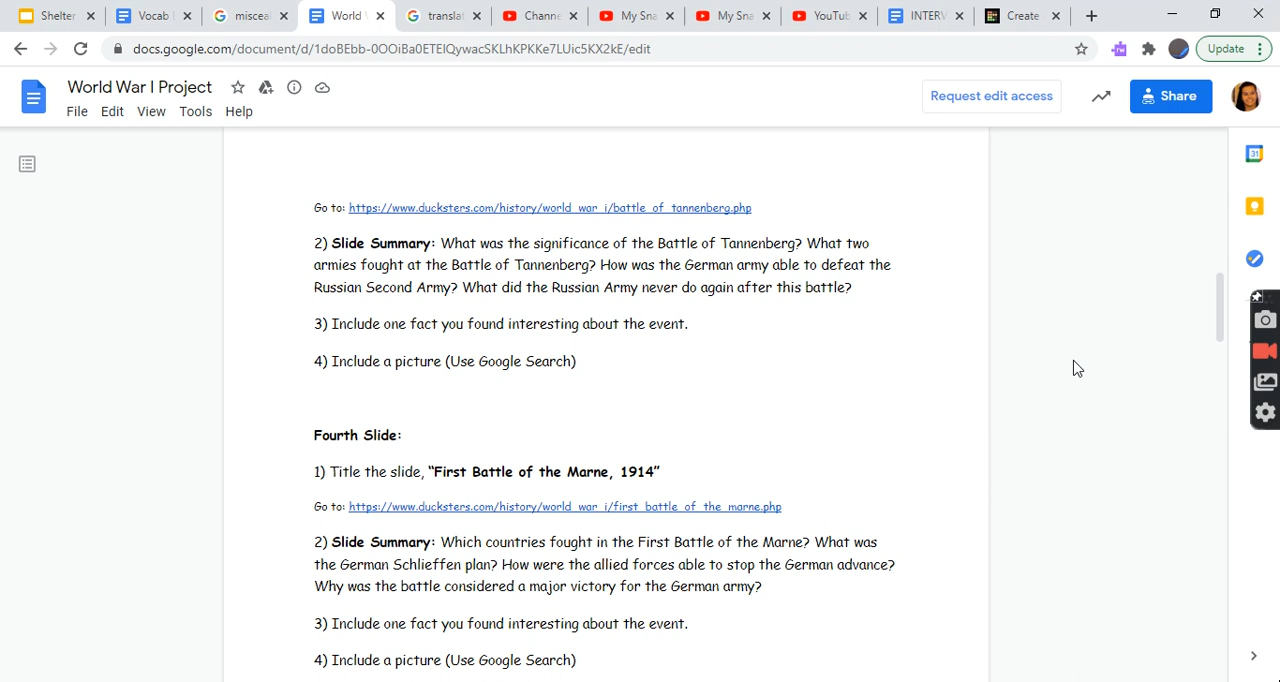 Shelter
Vocab
miscea
World
translat
Channe
My Sna
My Sna
YouTub
INTERV
Create
docs.google.com/document/d/1doBEbb-0OOiBa0ETEIQywacSKLhKPKKe7LUic5KX2kE/edit
Update
World War I Project
File Edit View Tools Help
Request edit access
Share
31
Go to: https://www.ducksters.com/history/world_war_i/battle_of_tannenberg.php
2) Slide Summary: What was the significance of the Battle of Tannenberg? What two
armies fought at the Battle of Tannenberg? How was the German army able to defeat the
Russian Second Army? What did the Russian Army never do again after this battle?
3) Include one fact you found interesting about the event.
4) Include a picture (Use Google Search)
Fourth Slide:
1) Title the slide, “First Battle of the Marne, 1914”
Go to: https://www.ducksters.com/history/world_war_i/first_battle_of_the_marne.php
2) Slide Summary: Which countries fought in the First Battle of the Marne? What was
the German Schlieffen plan? How were the allied forces able to stop the German advance?
Why was the battle considered a major victory for the German army?
3) Include one fact you found interesting about the event.
4) Include a picture (Use Google Search)